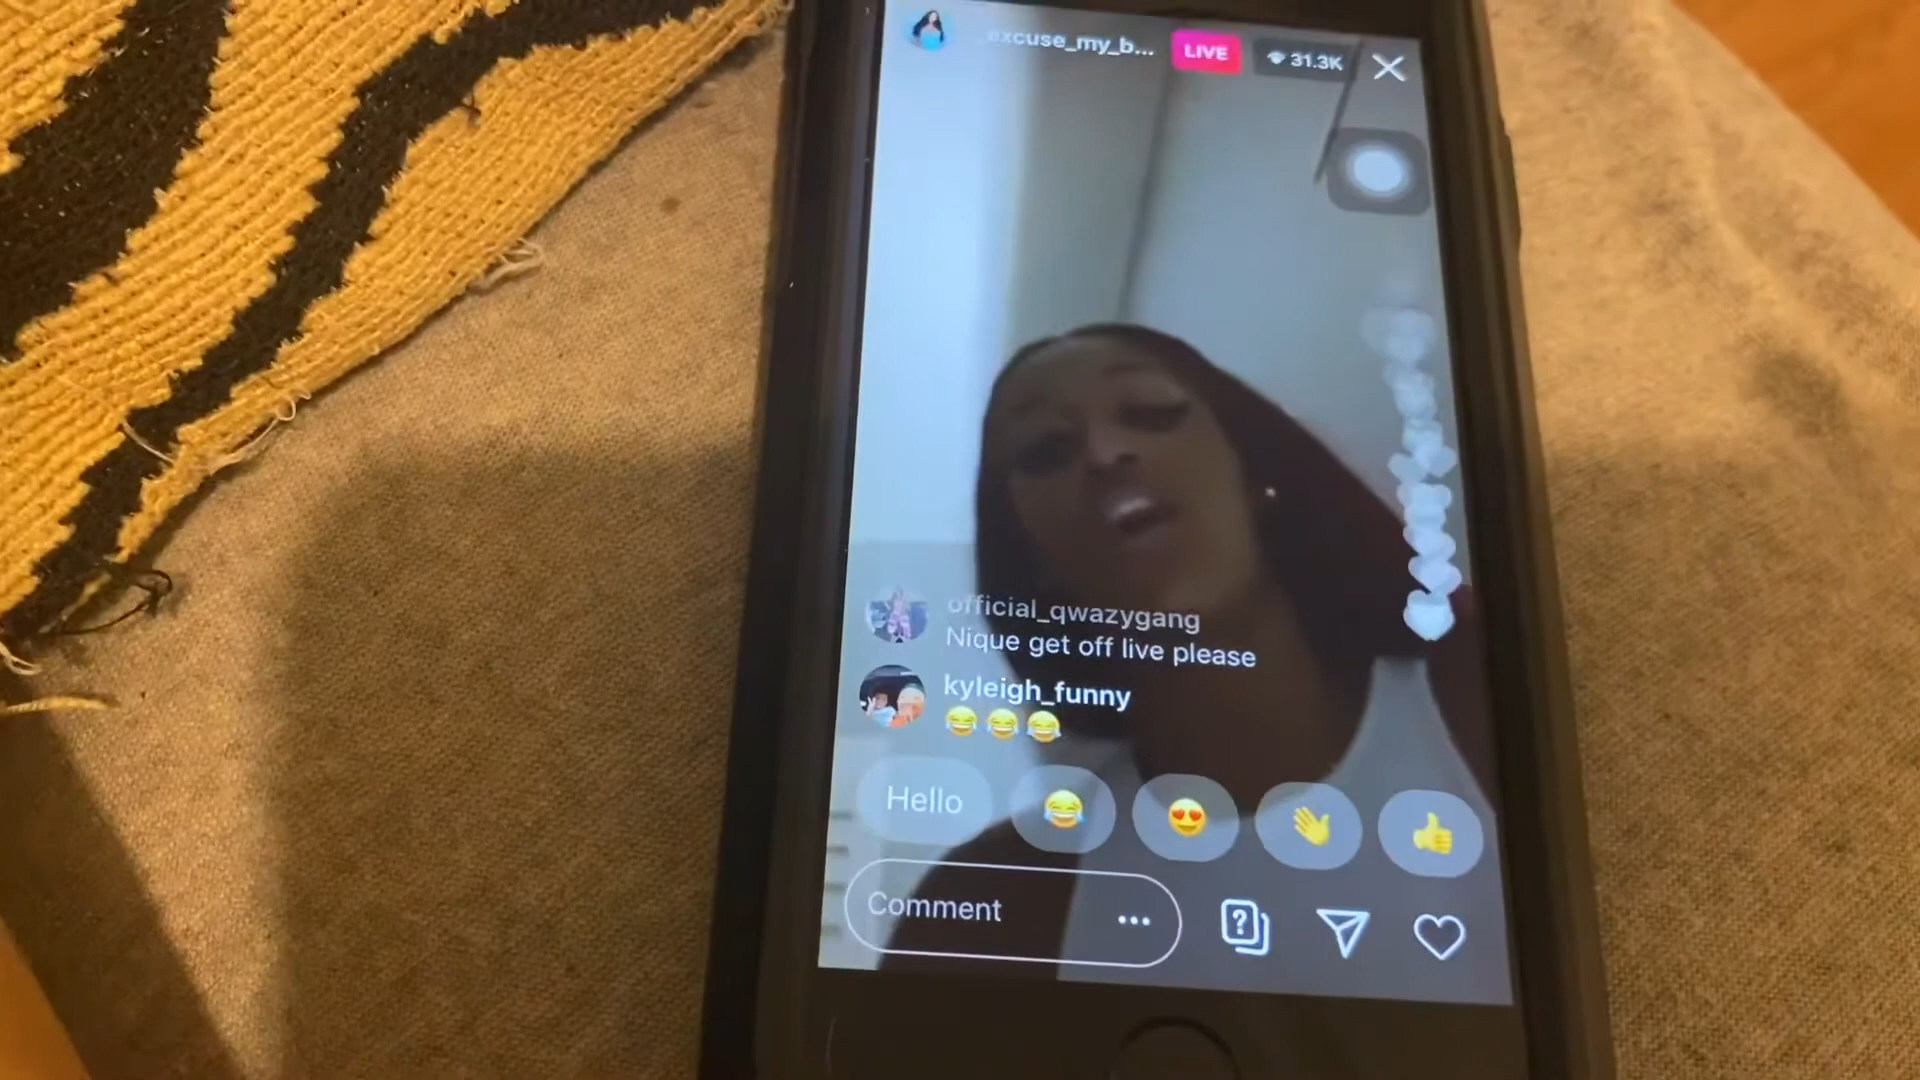 excuse_my_b...
LIVE
31.3K
official_qwazygang
Nique get off live please
kyleigh_funny
😂😂😂
Hello
Comment